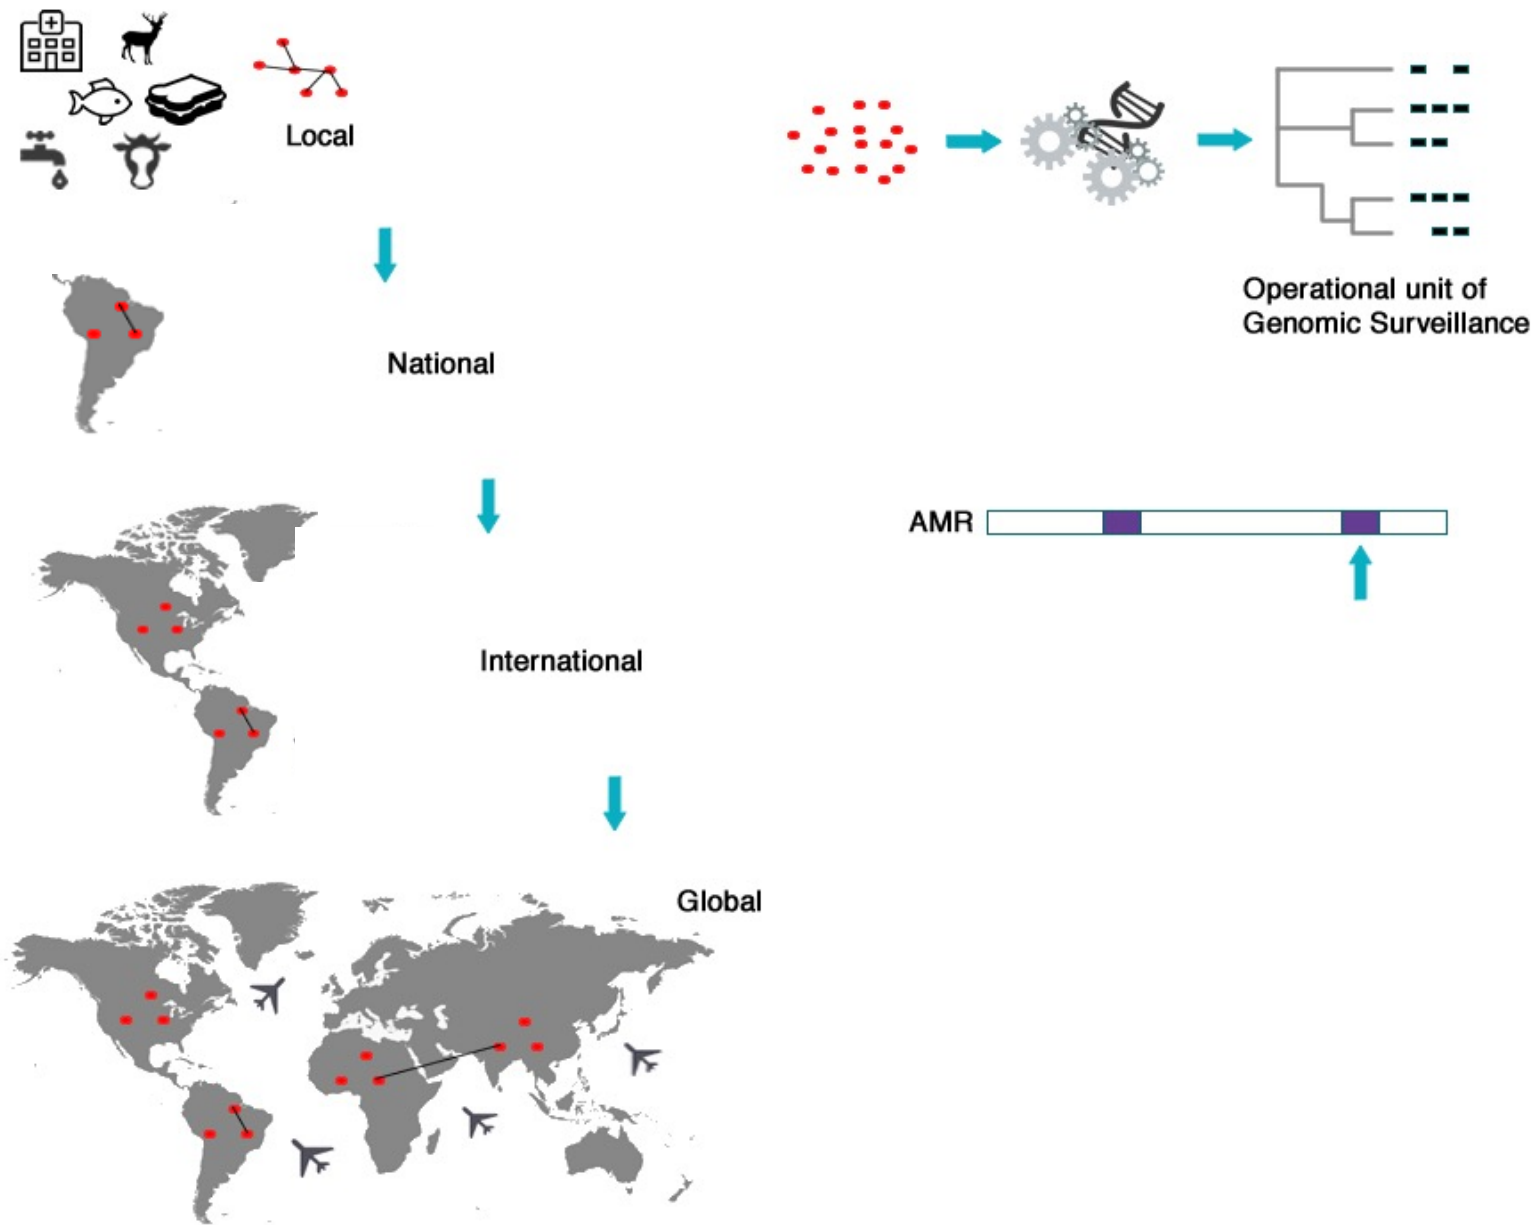 Local
Operational unit of
Genomic Surveillance
National
AMR
International
Global